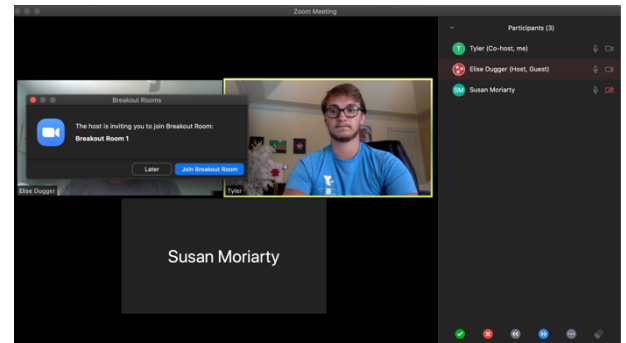 Zoom Meeting
Participants (3)
T Tyler (Co-host, me)
Elise Dugger (Host, Guest)
SM Susan Moriarty
Breakout Rooms
The host is inviting you to join Breakout Room:
Breakout Room 1
Later Join Breakout Room
Elise Dugger Tyler
Susan Moriarty